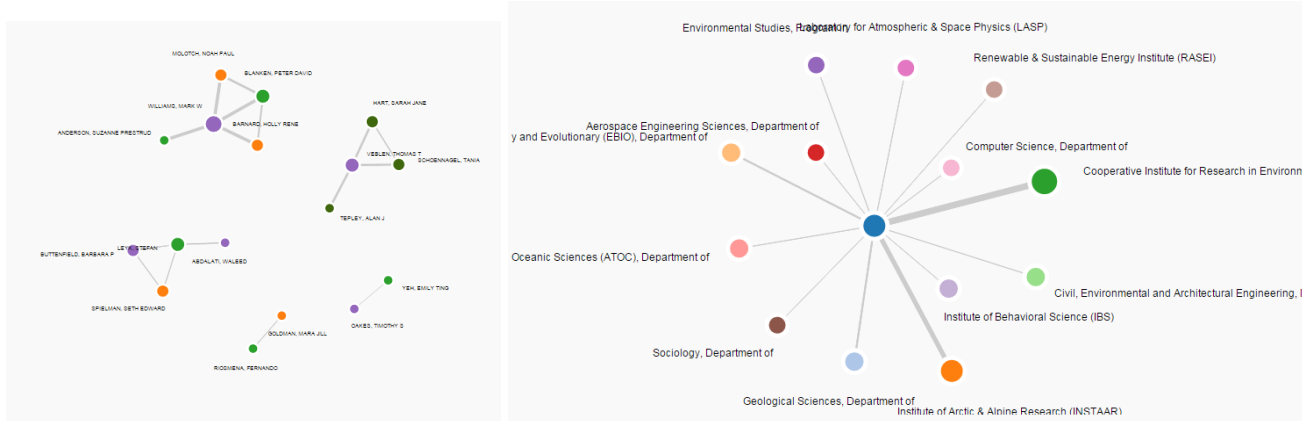 MOLOTCH, NOAH PAUL
BLANKEN, PETER DAVID
WILLIAMS, MARK W
BARNARD, HOLLY RENE
ANDERSON, SUZANNE PRESTRUD
HART, SARAH JANE
VEBLEN, THOMAS T
SCHOENNAGEL, TANIA
TEPLEY, ALAN J
LEYK, STEFAN
BUTTENFIELD, BARBARA P
ABDALATI, WALEED
SPIELMAN, SETH EDWARD
YEH, EMILY TING
OAKES, TIMOTHY S
GOLDMAN, MARA JILL
RIOSMENA, FERNANDO
Environmental Studies, Program in
Laboratory for Atmospheric & Space Physics (LASP)
Renewable & Sustainable Energy Institute (RASEI)
Aerospace Engineering Sciences, Department of
y and Evolutionary (EBIO), Department of
Computer Science, Department of
Cooperative Institute for Research in Environm
Oceanic Sciences (ATOC), Department of
Civil, Environmental and Architectural Engineering,
Institute of Behavioral Science (IBS)
Sociology, Department of
Geological Sciences, Department of
Institute of Arctic & Alpine Research (INSTAAR)